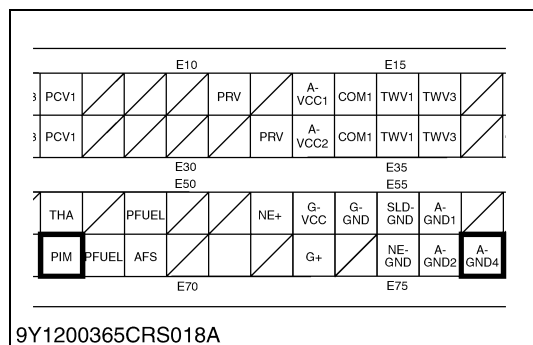 E10 E15
PCV1 PRV A-VCC1 COM1 TWV1 TWV3
PCV1 PRV A-VCC2 COM1 TWV1 TWV3
E30 E35
E50 E55
THA PFUEL NE+ G-VCC G-GND SLD-GND A-GND1
PIM PFUEL AFS G+ NE-GND A-GND2 A-GND4
E70 E75
9Y1200365CRS018A